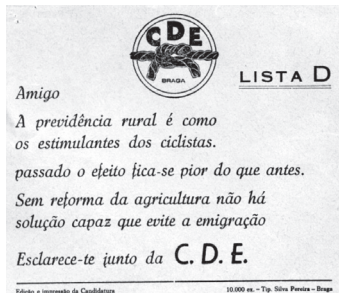 CDE
BRAGA
LISTA D
Amigo
A previdência rural é como
os estimulantes dos ciclistas.
passado o efeito fica-se pior do que antes.
Sem reforma da agricultura não há
solução capaz que evite a emigração
Esclarece-te junto da C. D. E.
Edição e impressão da Candidatura
10.000 ex. – Tip. Silva Pereira – Braga